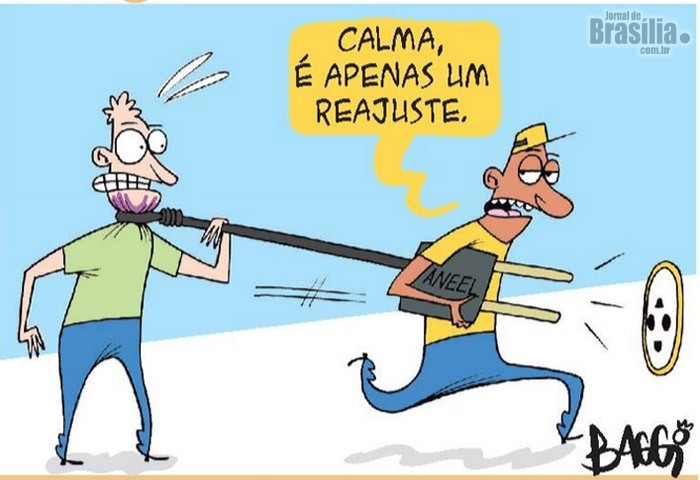 Jornal de
Brasília.
com.br
CALMA,
É APENAS UM
REAJUSTE.
ANEEL
BAGGI